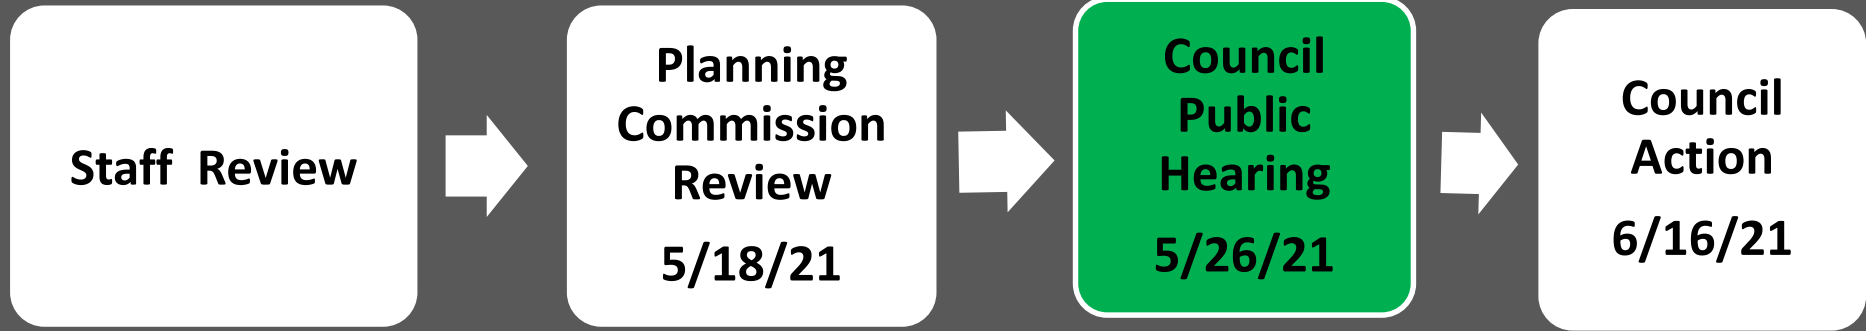 Staff  Review
Planning
Commission
Review
5/18/21
Council
Public
Hearing
5/26/21
Council
Action
6/16/21